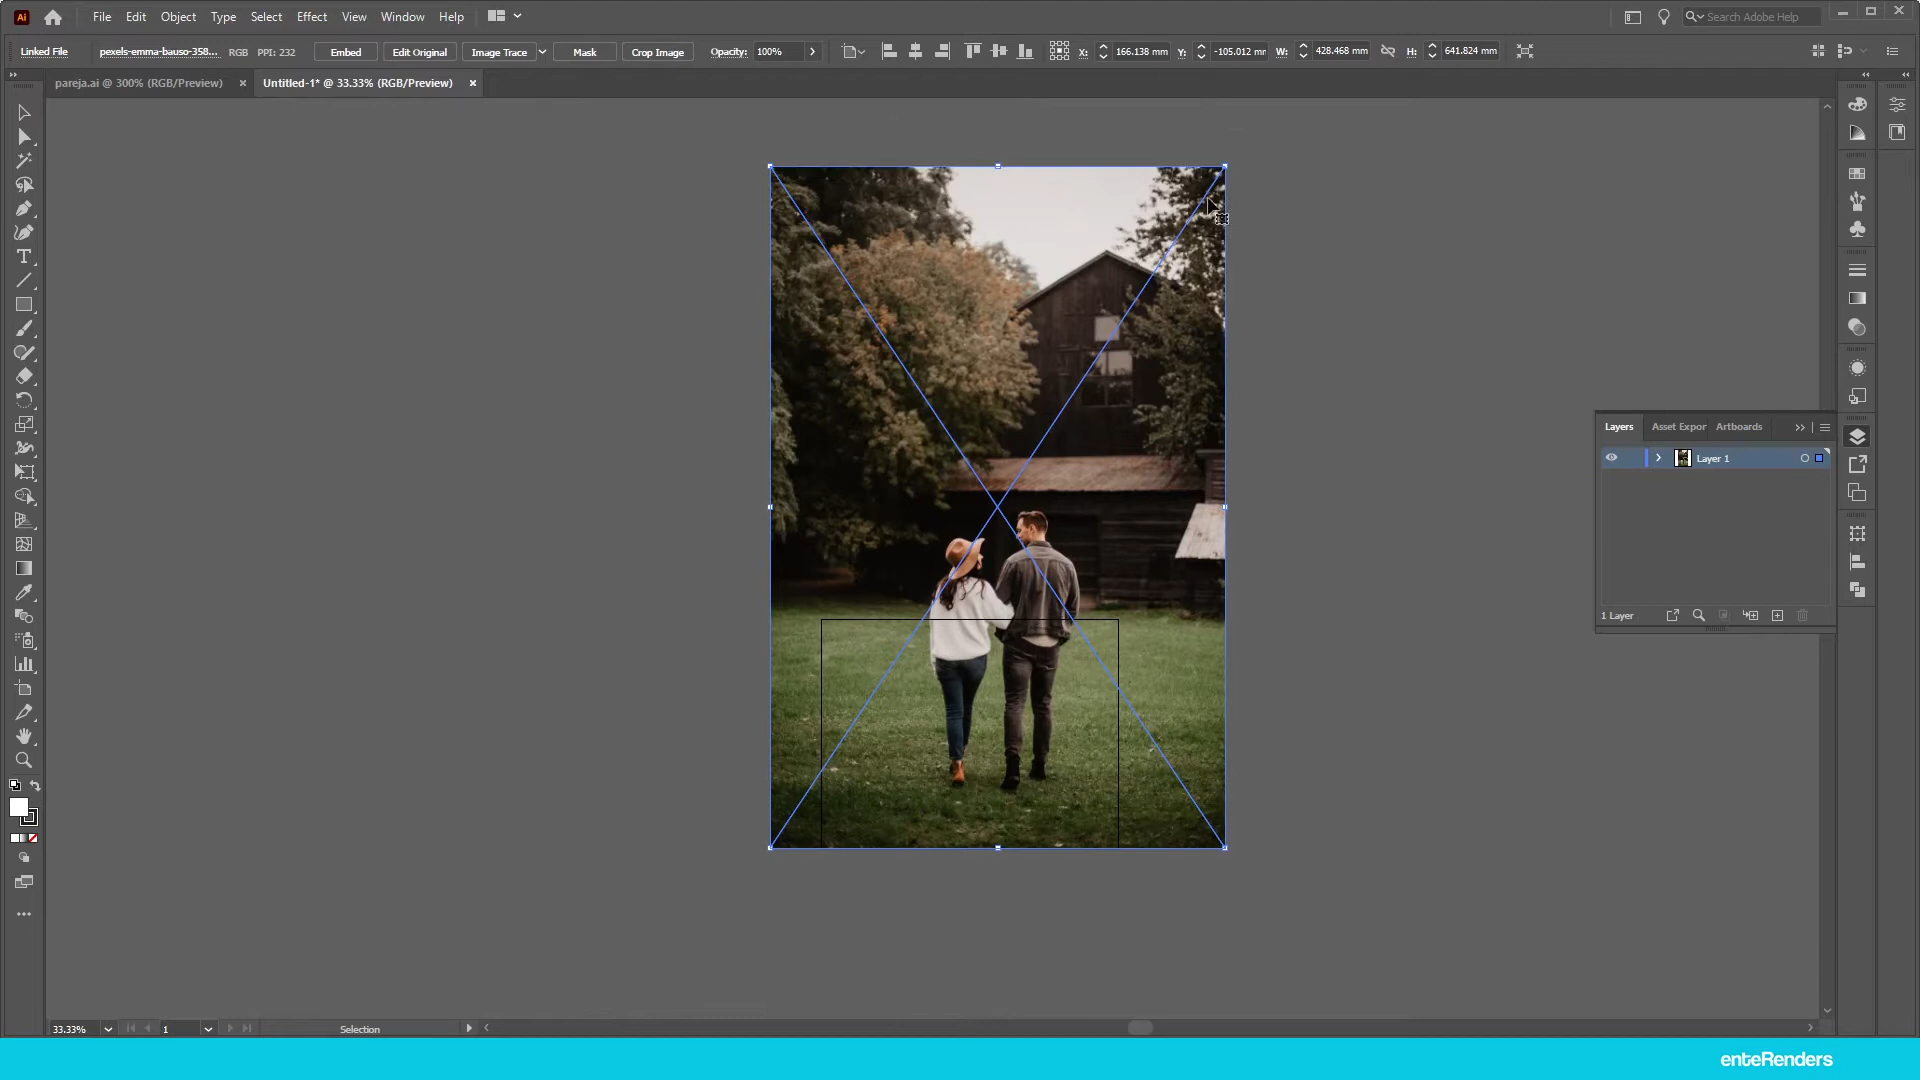 Ai File Edit Object Type Select Effect View Window Help Search Adobe Help
Linked File pexels-emma-bauso-358... RGB PPI: 232 Embed Edit Original Image Trace Mask Crop Image Opacity: 100% X: 166.138 mm Y: -105.012 mm W: 428.468 mm H: 641.824 mm
pareja.ai @ 300% (RGB/Preview) Untitled-1* @ 33.33% (RGB/Preview)
Layers Asset Expor Artboards
Layer 1
1 Layer
33.33% 1 Selection
enteRenders